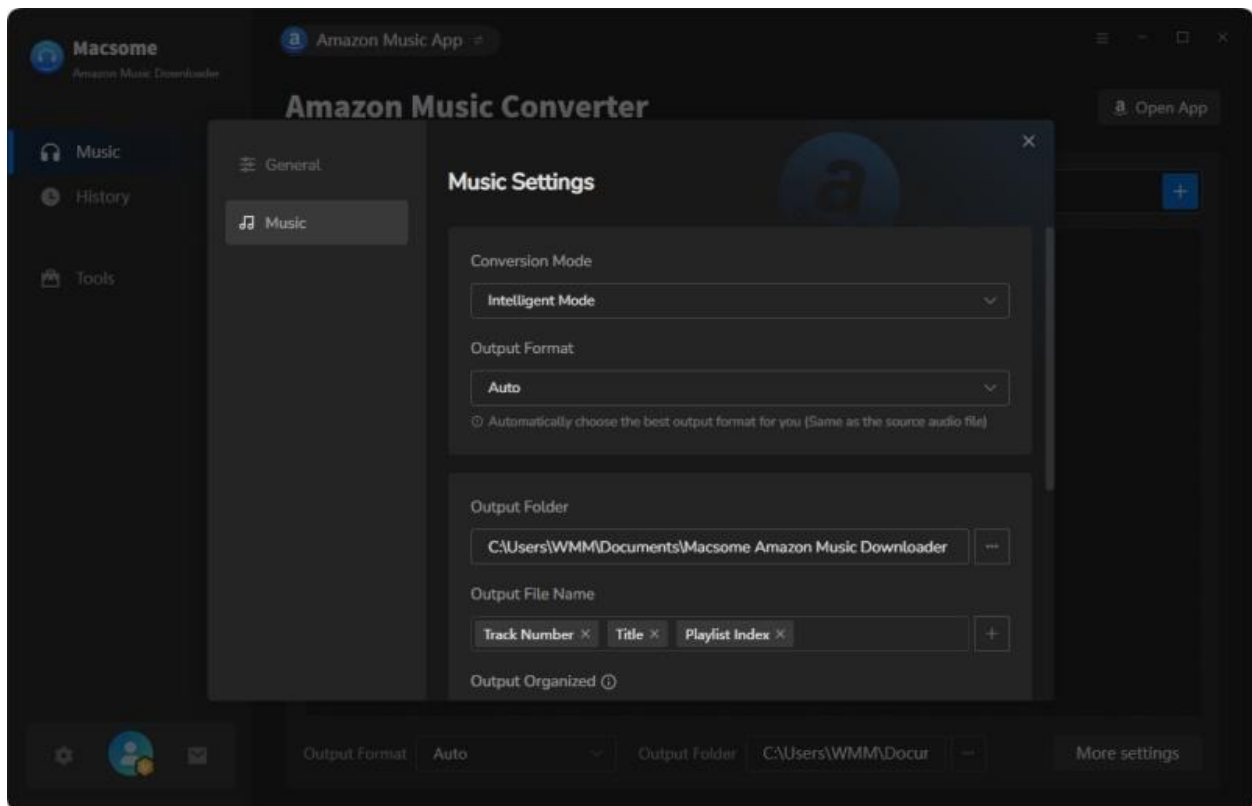 Macsome
Amazon Music Downloader
Amazon Music App
Amazon Music Converter
Open App
Music
History
Tools
General
Music
Music Settings
Conversion Mode
Intelligent Mode
Output Format
Auto
Automatically choose the best output format for you (Same as the source audio file)
Output Folder
C:\Users\WMM\Documents\Macsome Amazon Music Downloader
Output File Name
Track Number × Title × Playlist Index ×
Output Organized
Output Format Auto Output Folder C:\Users\WMM\Docur More settings